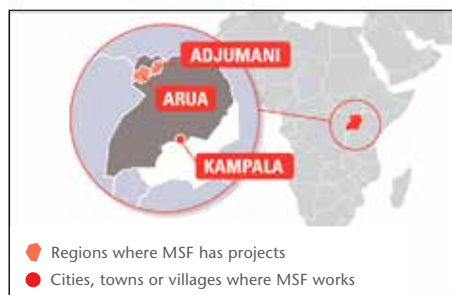 ADJUMANI
ARUA
KAMPALA
Regions where MSF has projects
Cities, towns or villages where MSF works